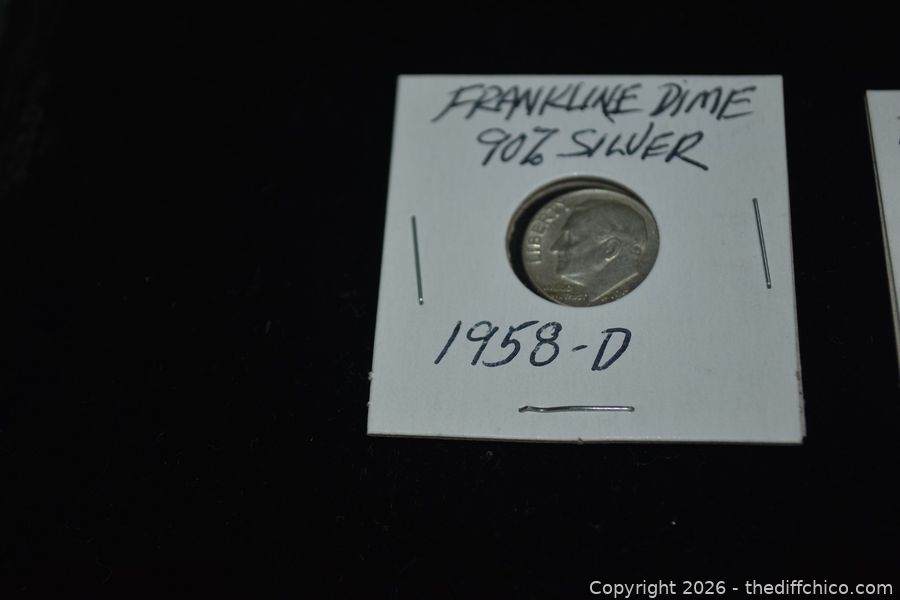 FRANKLINE DIME
90% SILVER
LIBERTY
1958-D
Copyright 2026 - thediffchico.com